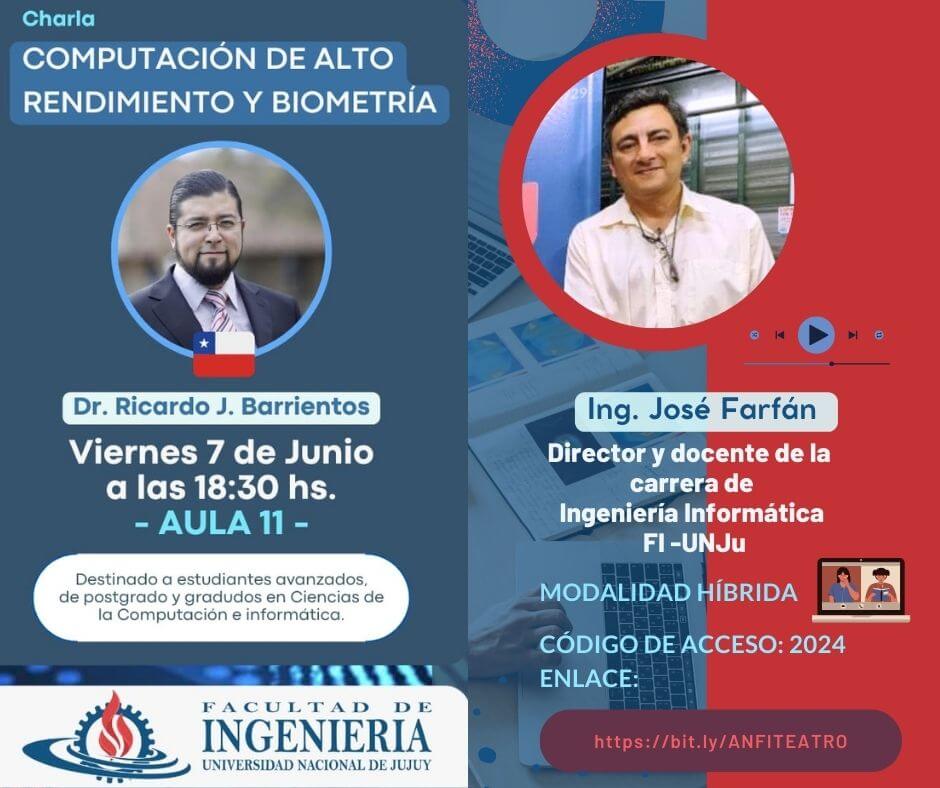 Charla
COMPUTACIÓN DE ALTO
RENDIMIENTO Y BIOMETRÍA
Dr. Ricardo J. Barrientos
Viernes 7 de Junio
a las 18:30 hs.
- AULA 11 -
Destinado a estudiantes avanzados,
de postgrado y gradudos en Ciencias de
la Computación e informática.
FACULTAD DE
INGENIERIA
UNIVERSIDAD NACIONAL DE JUJUY
29
Ing. José Farfán
Director y docente de la
carrera de
Ingeniería Informática
FI -UNJu
MODALIDAD HÍBRIDA
CÓDIGO DE ACCESO: 2024
ENLACE:
https://bit.ly/ANFITEATRO